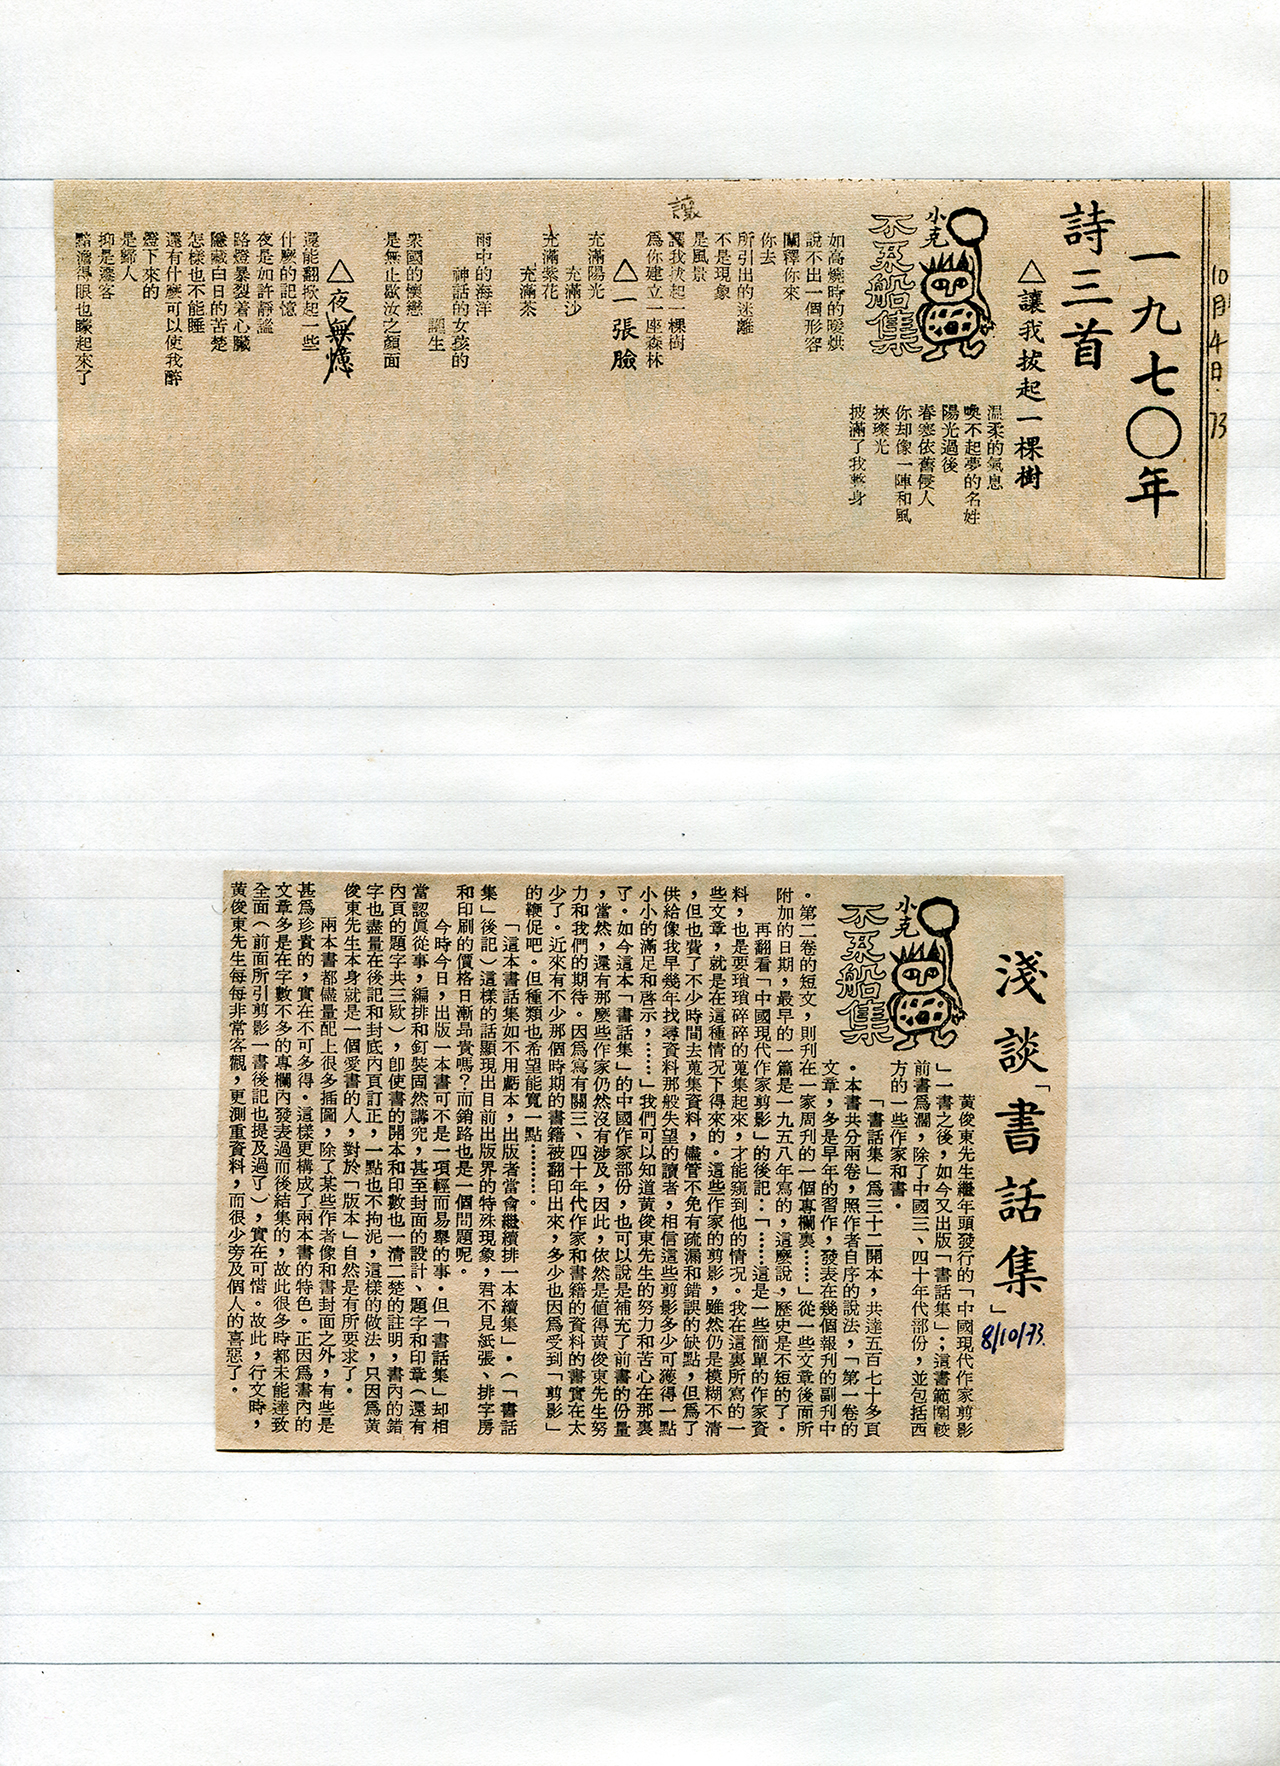 10月4日.73
一九七〇年
詩三首
△讓我拔起一棵樹
溫柔的氣息
喚不起夢的名姓
陽光過後
春寒依舊侵人
你却像一陣和風
挾璨光
披滿了我整身
小克
不繫船集
如高燒時的暖烘
說不出一個形容
闡釋你來
你去
所引出的迷離
不是現象
是風景
讓
讓我拔起一棵樹
為你建立一座森林
△一張臉
充滿陽光
充滿沙
充滿紫花
充滿茶
雨中的海洋
神話的女孩的
誕生
衆國的懷戀
是無止歇汝之顏面
△夜無憶
還能翻掀起一些
什麽的記憶
夜是如許靜謐
路燈暴裂着心臟
隱藏白日的苦楚
怎樣也不能睡
還有什麽可以使我醉
燈下來的
是歸人
抑是漂客
黯澹得眼也矇起來了
淺談「書話集」
8/10/73.
小克
不繫船集
黃俊東先生繼年頭發行的「中國現代作家剪影
」一書之後，如今又出版「書話集」；這書範圍較
前書爲濶，除了中國三、四十年代部份，並包括西
方的一些作家和書。
「書話集」爲三十二開本，共達五百七十多頁
。本書共分兩卷，照作者自序的說法，「第一卷的
文章，多是早年的習作，發表在幾個報刊的副刊中
。第二卷的短文，則刊在一家周刊的一個專欄裏……」從一些文章後面所
附加的日期，最早的一篇是一九五八年寫的，這麽說，歷史是不短的了。
再翻看「中國現代作家剪影」的後記：「……這是一些簡單的作家資
料，也是要瑣瑣碎碎的蒐集起來，才能窺到他的情况。我在這裏所寫的一
些文章，就是在這種情况下得來的。這些作家的剪影，雖然仍是模糊不清
，但也費了不少時間去蒐集資料，儘管不免有疏漏和錯誤的缺點，但爲了
供給像我早幾年找尋資料那般失望的讀者，相信這些剪影多少可獲得一點
小小的滿足和啓示，……」我們可以知道黃俊東先生的努力和苦心在那裏
了。如今這本「書話集」的中國作家部份，也可以說是補充了前書的份量
，當然，還有那麽些作家仍然沒有涉及，因此，依然是值得黃俊東先生努
力和我們的期待。因爲寫有關三、四十年代作家和書籍的資料的書實在太
少了。近來有不少那個時期的書籍被翻印出來，多少也因爲受到「剪影」
的鞭促吧。但種類也希望能寬一點………。
「這本書話集如不用虧本，出版者當會繼續排一本續集」。（「書話
集」後記）這樣的話顯現出目前出版界的特殊現象，君不見紙張、排字房
和印刷的價格日漸昂貴嗎？而銷路也是一個問題呢。
今時今日，出版一本書可不是一項輕而易舉的事。但「書話集」却相
當認眞從事，編排和釘裝固然講究，甚至封面的設計、題字和印章（還有
內頁的題字共三欵），卽使書的開本和印數也一清二楚的註明，書內的錯
字也盡量在後記和封底內頁訂正，一點也不拘泥，這樣的做法，只因爲黃
俊東先生本身就是一個愛書的人，對於「版本」自然是有所要求了。
兩本書都儘量配上很多插圖，除了某些作者像和書封面之外，有些是
甚爲珍貴的，實在不可多得。這樣更構成了兩本書的特色。正因爲書內的
文章多是在字數不多的專欄內發表過而後結集的，故此很多時都未能達致
全面（前面所引剪影一書後記也提及過了），實在可惜。故此，行文時，
黃俊東先生每每非常客觀，更測重資料，而很少旁及個人的喜惡了。